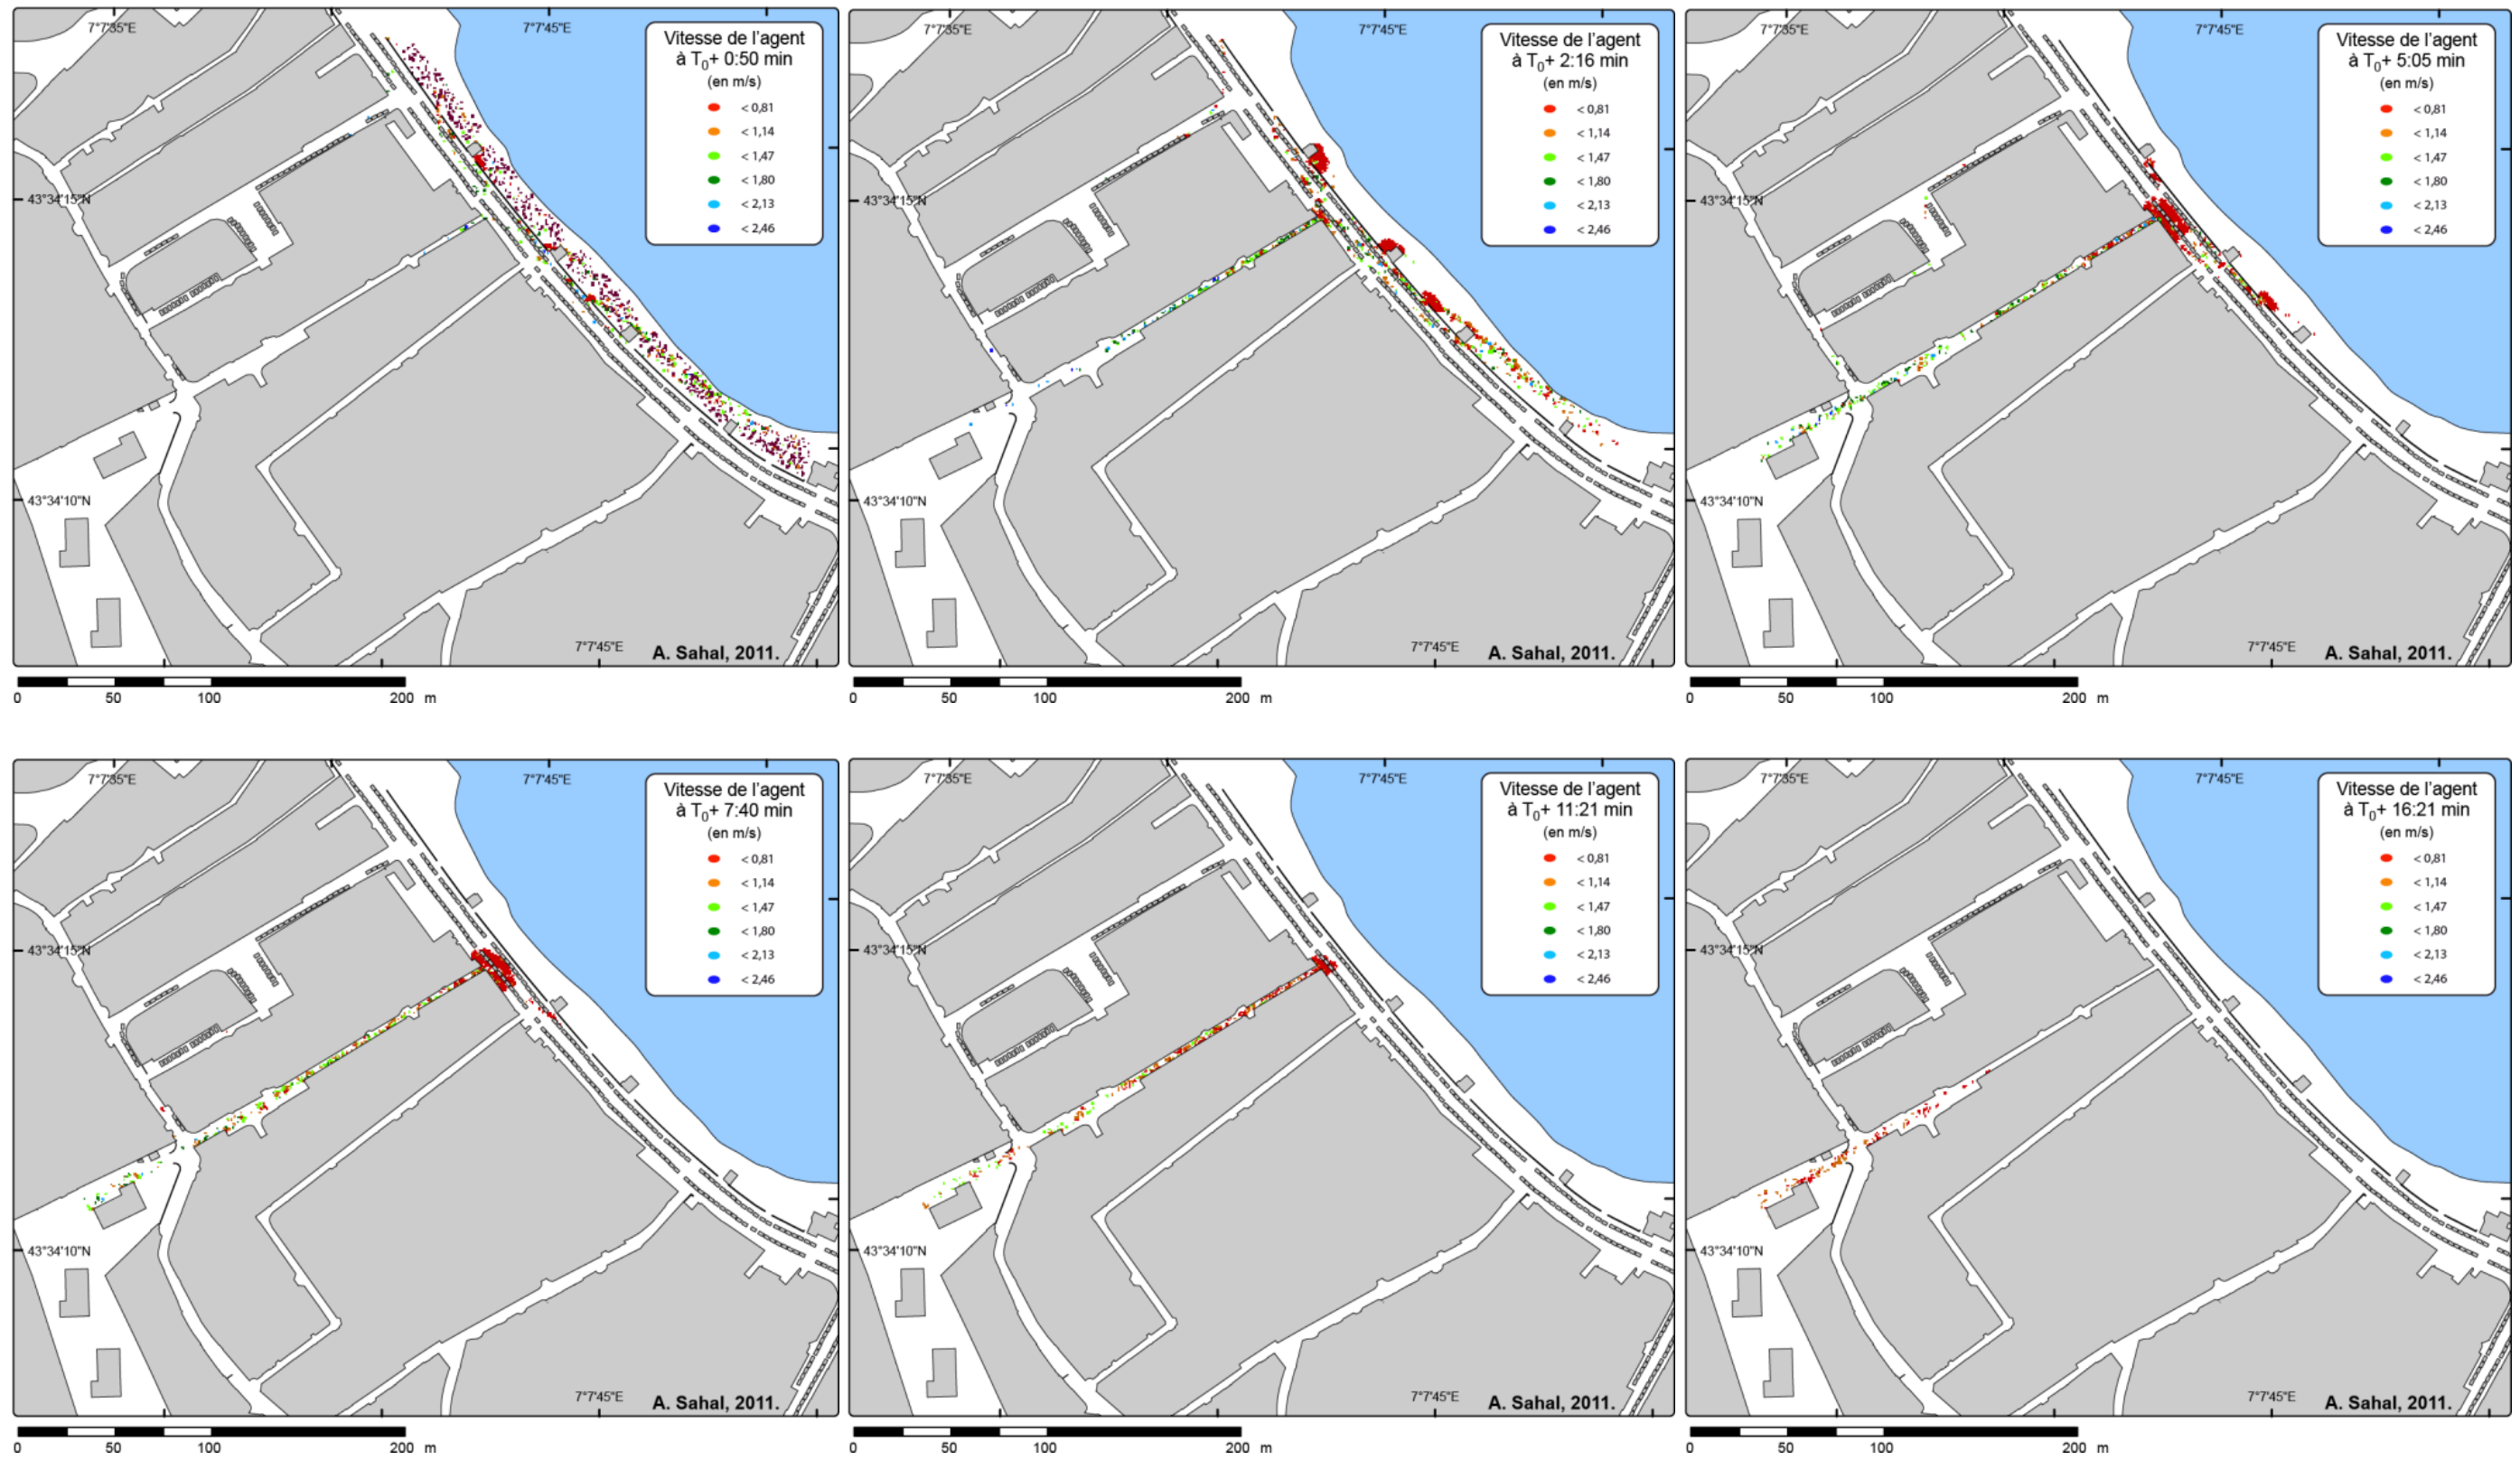 7°7'35"E
7°7'45"E
Vitesse de l'agent
à T₀+ 0:50 min
(en m/s)
< 0,81
< 1,14
< 1,47
< 1,80
< 2,13
< 2,46
43°34'15"N
43°34'10"N
7°7'45"E
A. Sahal, 2011.
0 50 100 200 m
7°7'35"E
7°7'45"E
Vitesse de l'agent
à T₀+ 2:16 min
(en m/s)
< 0,81
< 1,14
< 1,47
< 1,80
< 2,13
< 2,46
43°34'15"N
43°34'10"N
7°7'45"E
A. Sahal, 2011.
0 50 100 200 m
7°7'35"E
7°7'45"E
Vitesse de l'agent
à T₀+ 5:05 min
(en m/s)
< 0,81
< 1,14
< 1,47
< 1,80
< 2,13
< 2,46
43°34'15"N
43°34'10"N
7°7'45"E
A. Sahal, 2011.
0 50 100 200 m
7°7'35"E
7°7'45"E
Vitesse de l'agent
à T₀+ 7:40 min
(en m/s)
< 0,81
< 1,14
< 1,47
< 1,80
< 2,13
< 2,46
43°34'15"N
43°34'10"N
7°7'45"E
A. Sahal, 2011.
0 50 100 200 m
7°7'35"E
7°7'45"E
Vitesse de l'agent
à T₀+ 11:21 min
(en m/s)
< 0,81
< 1,14
< 1,47
< 1,80
< 2,13
< 2,46
43°34'15"N
43°34'10"N
7°7'45"E
A. Sahal, 2011.
0 50 100 200 m
7°7'35"E
7°7'45"E
Vitesse de l'agent
à T₀+ 16:21 min
(en m/s)
< 0,81
< 1,14
< 1,47
< 1,80
< 2,13
< 2,46
43°34'15"N
43°34'10"N
7°7'45"E
A. Sahal, 2011.
0 50 100 200 m